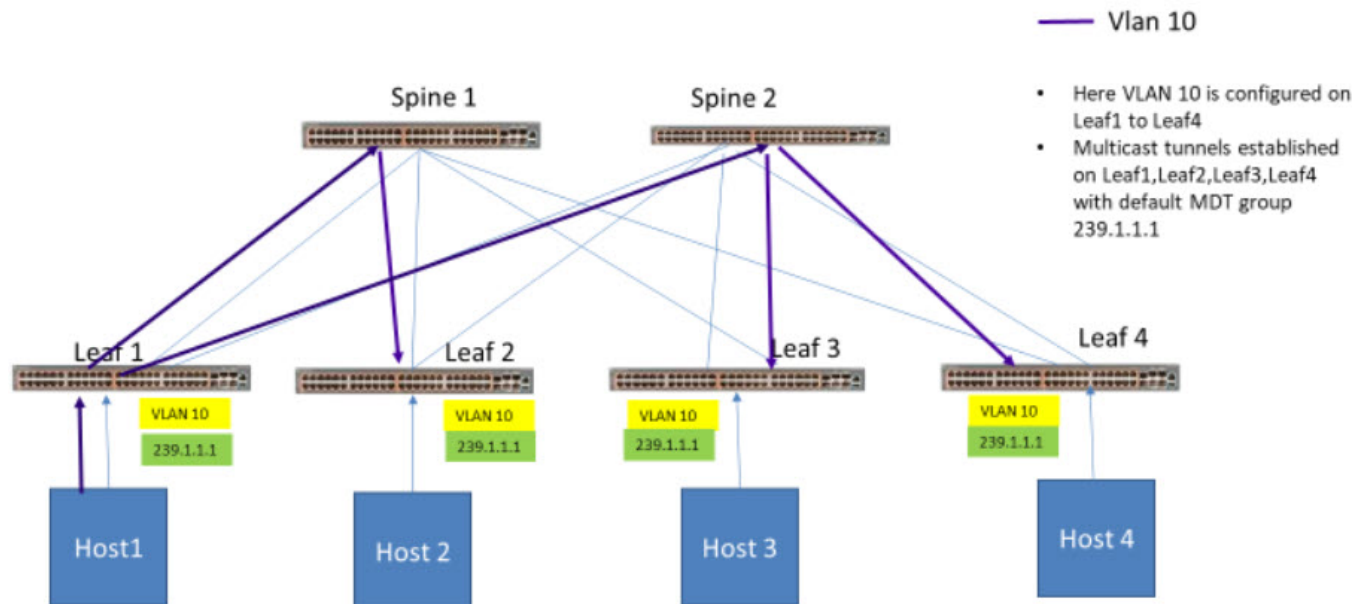 Vlan 10
Spine 1
Spine 2
• Here VLAN 10 is configured on
Leaf1 to Leaf4
• Multicast tunnels established
on Leaf1,Leaf2,Leaf3,Leaf4
with default MDT group
239.1.1.1
Leaf 1
Leaf 2
Leaf 3
Leaf 4
VLAN 10
239.1.1.1
VLAN 10
239.1.1.1
VLAN 10
239.1.1.1
VLAN 10
239.1.1.1
Host1
Host 2
Host 3
Host 4